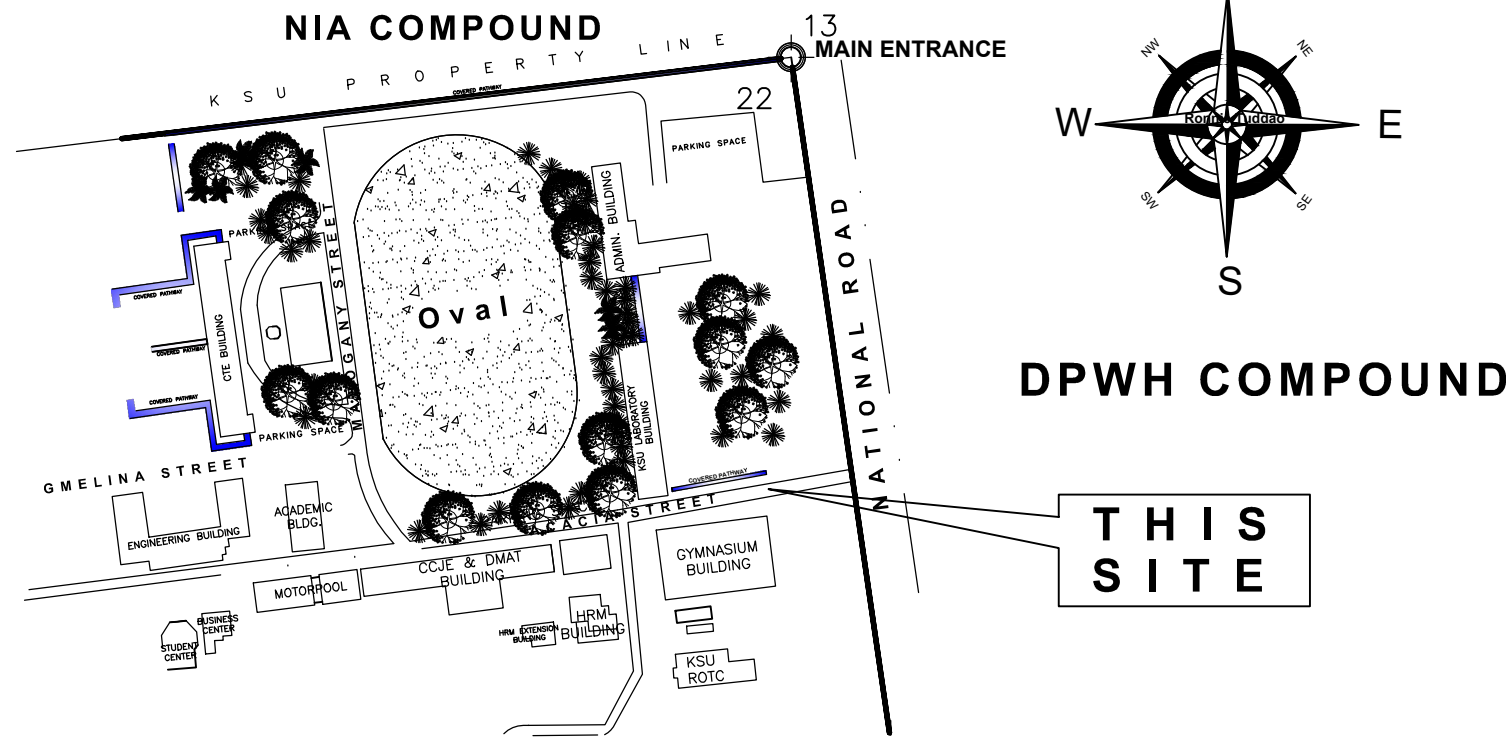 NIA COMPOUND
13
MAIN ENTRANCE
KSU PROPERTY LINE
COVERED PATHWAY
22
PARKING SPACE
NW
NE
W
E
SW
SE
S
ADMIN. BUILDING
MAHOGANY STREET
NATIONAL ROAD
COVERED PATHWAY
Oval
CTE BUILDING
COVERED PATHWAY
COVERED PATHWAY
DPWH COMPOUND
KSU LABORATORY
BUILDING
PARKING SPACE
GMELINA STREET
COVERED PATHWAY
ACACIA STREET
THIS
SITE
ACADEMIC
BLDG.
ENGINEERING BUILDING
CCJE & DMAT
BUILDING
GYMNASIUM
BUILDING
MOTORPOOL
BUSINESS
CENTER
STUDENT
CENTER
HRM EXTENSION
BUILDING
HRM
BUILDING
KSU
ROTC